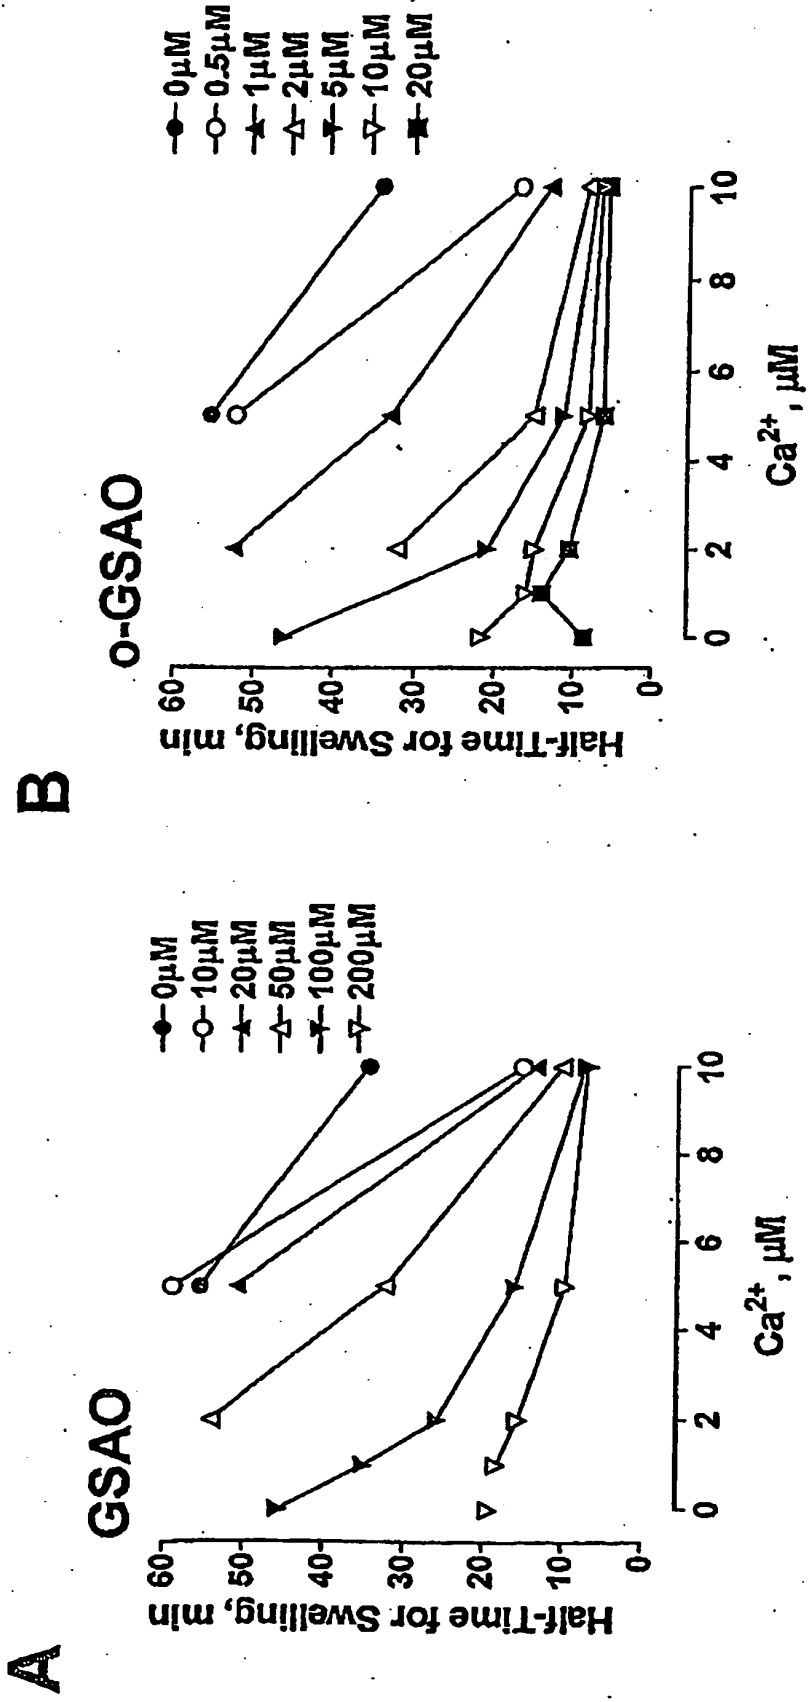 A
GSAO
0µM
10µM
20µM
50µM
100µM
200µM
60
50
40
30
20
10
0
Half-Time for Swelling, min
0 2 4 6 8 10
Ca2+, µM
B
o-GSAO
0µM
0.5µM
1µM
2µM
5µM
10µM
20µM
60
50
40
30
20
10
0
Half-Time for Swelling, min
0 2 4 6 8 10
Ca2+, µM